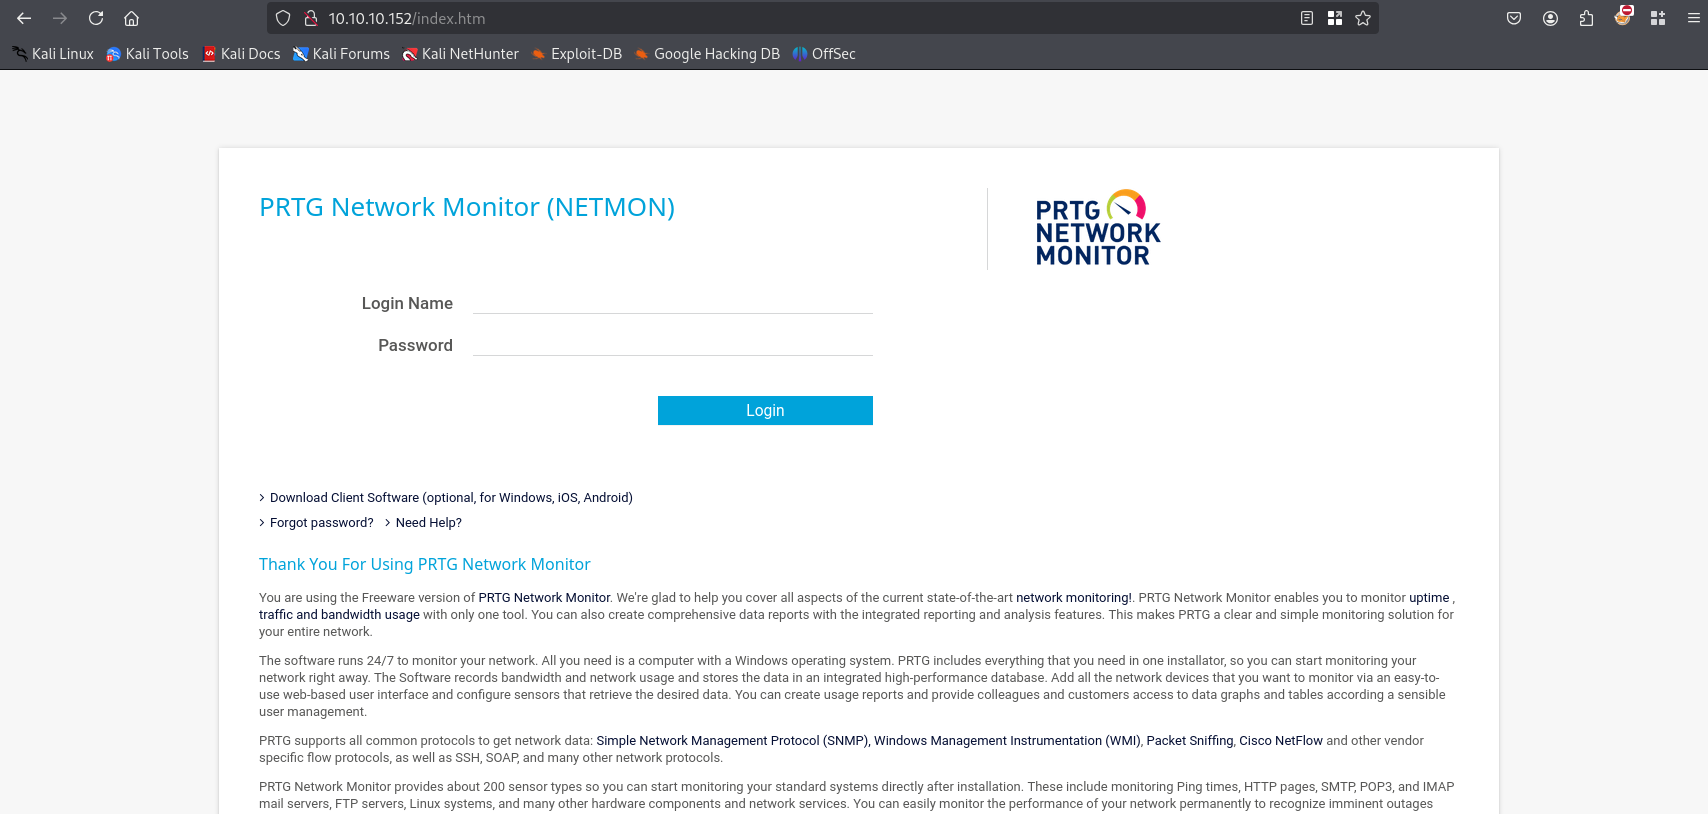 10.10.10.152/index.htm
Kali Linux Kali Tools Kali Docs Kali Forums Kali NetHunter Exploit-DB Google Hacking DB OffSec
PRTG Network Monitor (NETMON)
PRTG
NETWORK
MONITOR
Login Name
Password
Login
Download Client Software (optional, for Windows, iOS, Android)
Forgot password? Need Help?
Thank You For Using PRTG Network Monitor
You are using the Freeware version of PRTG Network Monitor. We're glad to help you cover all aspects of the current state-of-the-art network monitoring!. PRTG Network Monitor enables you to monitor uptime ,
traffic and bandwidth usage with only one tool. You can also create comprehensive data reports with the integrated reporting and analysis features. This makes PRTG a clear and simple monitoring solution for
your entire network.
The software runs 24/7 to monitor your network. All you need is a computer with a Windows operating system. PRTG includes everything that you need in one installator, so you can start monitoring your
network right away. The Software records bandwidth and network usage and stores the data in an integrated high-performance database. Add all the network devices that you want to monitor via an easy-to-
use web-based user interface and configure sensors that retrieve the desired data. You can create usage reports and provide colleagues and customers access to data graphs and tables according a sensible
user management.
PRTG supports all common protocols to get network data: Simple Network Management Protocol (SNMP), Windows Management Instrumentation (WMI), Packet Sniffing, Cisco NetFlow and other vendor
specific flow protocols, as well as SSH, SOAP, and many other network protocols.
PRTG Network Monitor provides about 200 sensor types so you can start monitoring your standard systems directly after installation. These include monitoring Ping times, HTTP pages, SMTP, POP3, and IMAP
mail servers, FTP servers, Linux systems, and many other hardware components and network services. You can easily monitor the performance of your network permanently to recognize imminent outages